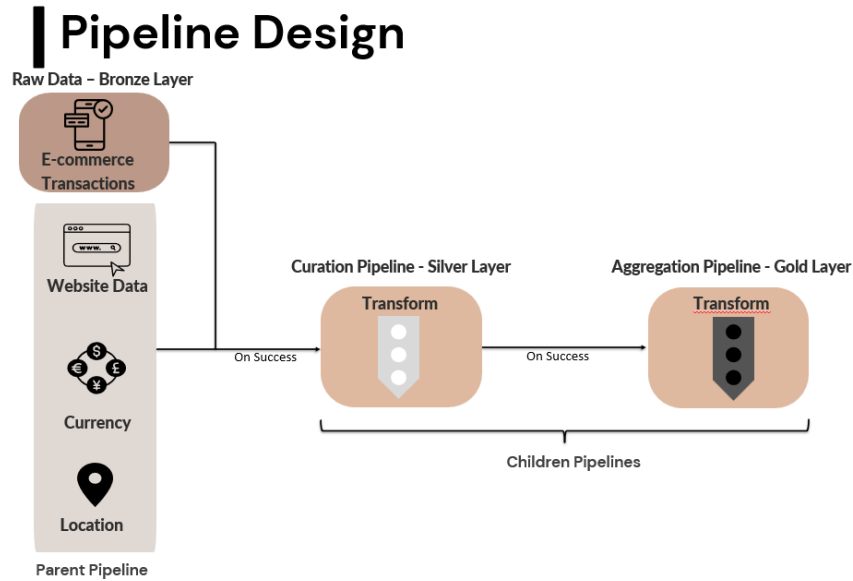 Pipeline Design
Raw Data – Bronze Layer
E-commerce
Transactions
www.
Website Data
$
€
£
¥
Currency
Location
Parent Pipeline
On Success
Curation Pipeline - Silver Layer
Transform
On Success
Aggregation Pipeline - Gold Layer
Transform
Children Pipelines